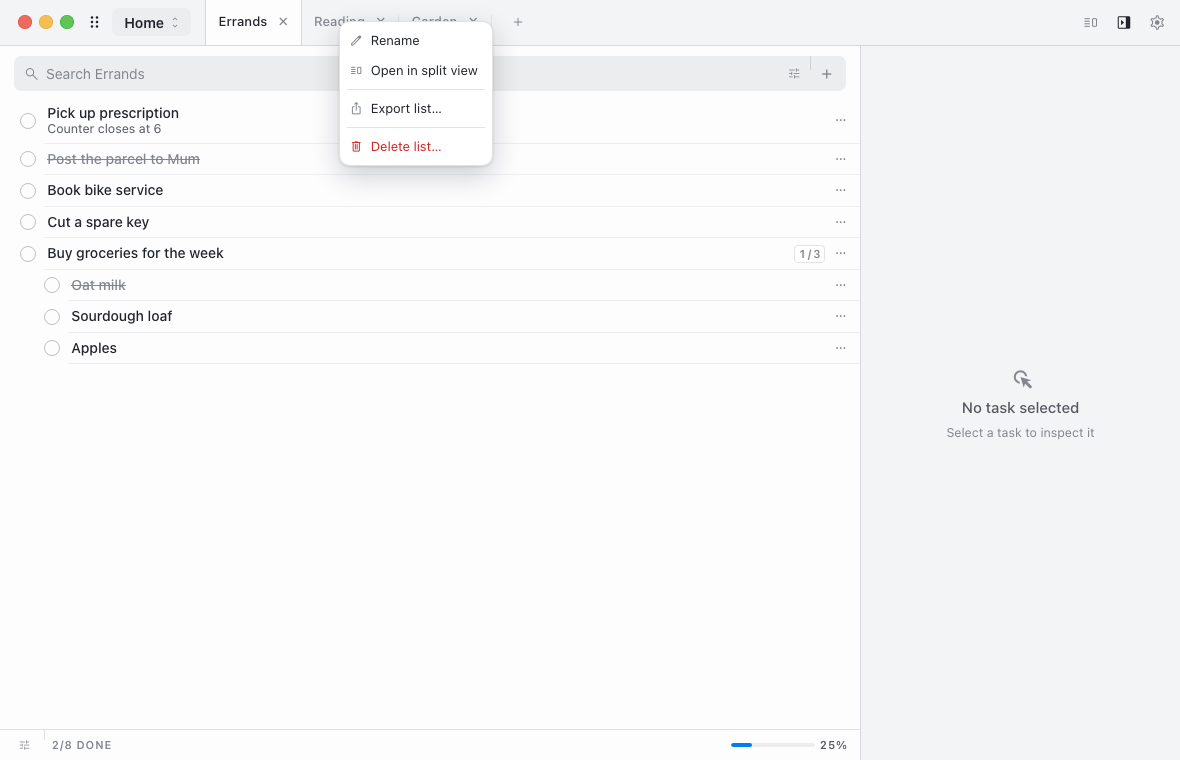 Home
Errands
Reading
Garden
Rename
Open in split view
Export list...
Delete list...
Search Errands
Pick up prescription
Counter closes at 6
Post the parcel to Mum
Book bike service
Cut a spare key
Buy groceries for the week
1/3
Oat milk
Sourdough loaf
Apples
No task selected
Select a task to inspect it
2/8 DONE
25%